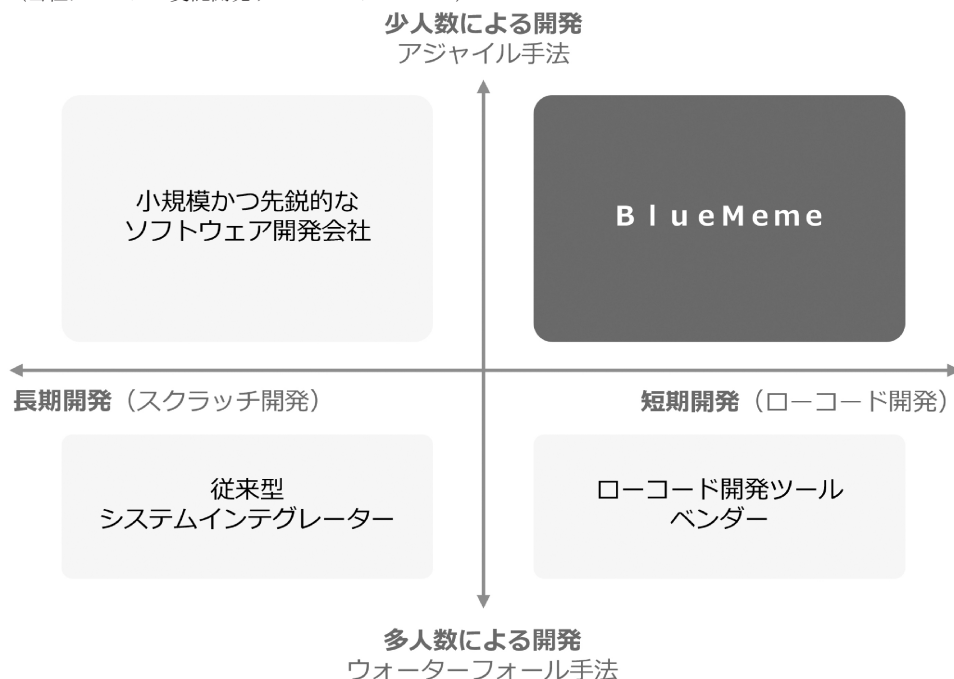 少人数による開発
アジャイル手法
小規模かつ先鋭的な
ソフトウェア開発会社
BlueMeme
長期開発（スクラッチ開発）
短期開発（ローコード開発）
従来型
システムインテグレーター
ローコード開発ツール
ベンダー
多人数による開発
ウォーターフォール手法